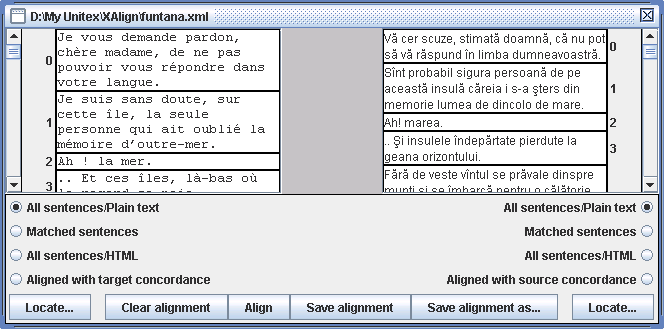 D:\My Unitex\XAlign\funtana.xml
0
Je vous demande pardon,
chère madame, de ne pas
pouvoir vous répondre dans
votre langue.
1
Je suis sans doute, sur
cette île, la seule
personne qui ait oublié la
mémoire d’outre-mer.
2
Ah ! la mer.
3
.. Et ces îles, là-bas où
Vă cer scuze, stimată doamnă, că nu pot
să vă răspund în limba dumneavoastră.
0
Sînt probabil sigura persoană de pe
această insulă căreia i s-a şters din
memorie lumea de dincolo de mare.
1
Ah! marea.
2
.. Şi insulele îndepărtate pierdute la
geana orizontului.
3
Fără de veste vîntul se prăvale dinspre
munţi şi se îmbarcă pentru o călătorie
All sentences/Plain text
Matched sentences
All sentences/HTML
Aligned with target concordance
All sentences/Plain text
Matched sentences
All sentences/HTML
Aligned with source concordance
Locate...
Clear alignment
Align
Save alignment
Save alignment as...
Locate...